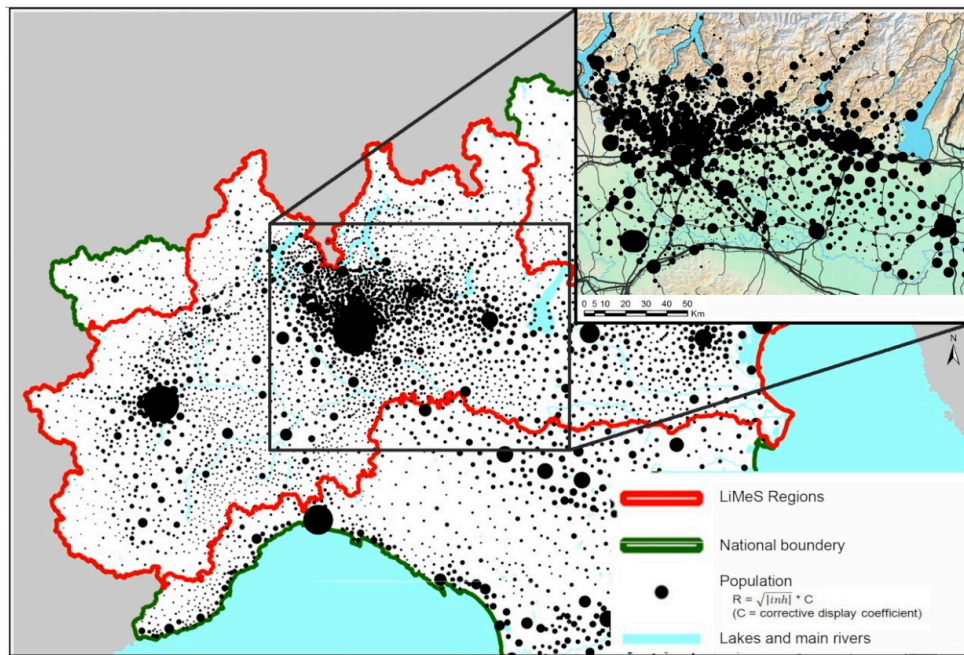 0 5 10 20 30 40 50
Km
N
LiMeS Regions
National boundery
Population
R = √|inh| * C
(C = corrective display coefficient)
Lakes and main rivers